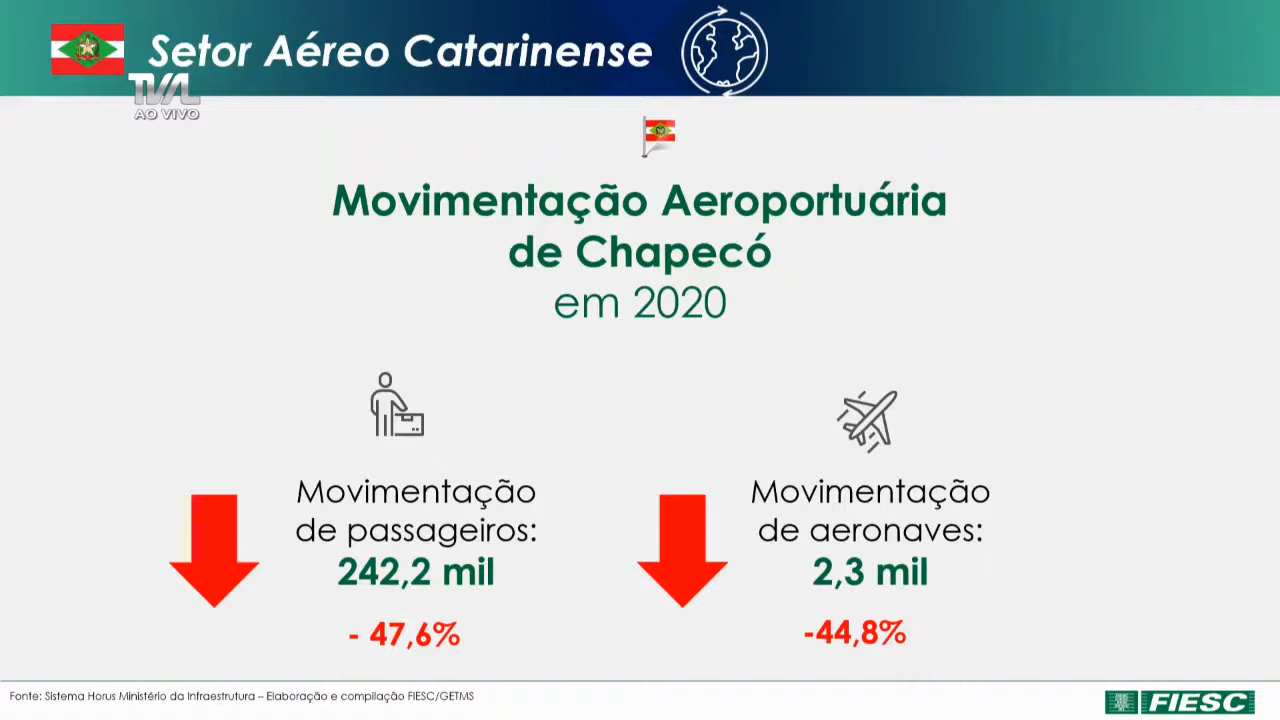 Setor Aéreo Catarinense
TVAL
AO VIVO
Movimentação Aeroportuária
de Chapecó
em 2020
Movimentação
de passageiros:
242,2 mil
- 47,6%
Movimentação
de aeronaves:
2,3 mil
-44,8%
Fonte: Sistema Horus Ministério da Infraestrutura – Elaboração e compilação FIESC/GETMS
FIESC